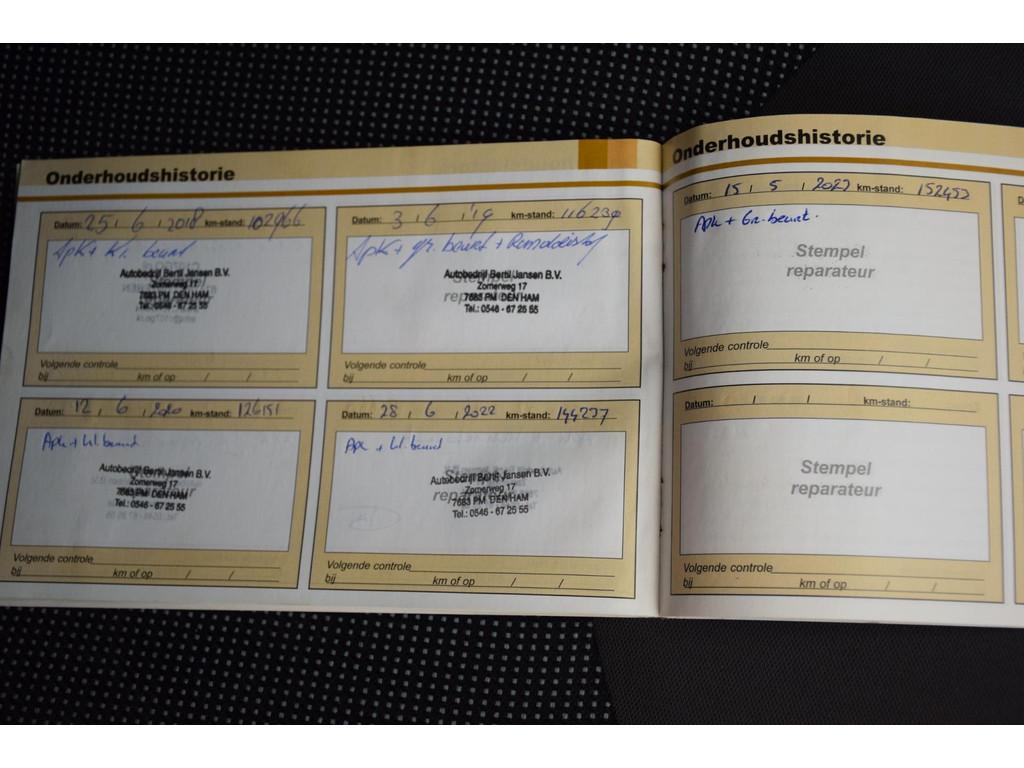 Onderhoudshistorie
Datum: 25 / 6 / 2018 km-stand: 102966
Apk + kl. beurt
Autobedrijf Bertil Jansen B.V.
Zomerweg 17
7683 PM DEN HAM
Tel.: 0546 - 67 25 55
Volgende controle
bij km of op / /
Datum: 3 / 6 / '19 km-stand: 116230
Apk + gr. beurt + Remvloeistof
Autobedrijf Bertil Jansen B.V.
Stempel
Zomerweg 17
7683 PM DEN HAM
Tel.: 0546 - 67 25 55
Volgende controle
bij km of op / /
Datum: 12 / 6 / 2020 km-stand: 126151
Apk + kl. beurt
Autobedrijf Bertil Jansen B.V.
Zomerweg 17
7683 PM DEN HAM
Tel.: 0546 - 67 25 55
Volgende controle
bij km of op / /
Datum: 28 / 6 / 2022 km-stand: 144237
Apk + kl. beurt
Autobedrijf Bertil Jansen B.V.
Zomerweg 17
7683 PM DEN HAM
Tel.: 0546 - 67 25 55
Volgende controle
bij km of op / /
Onderhoudshistorie
Datum: 15 / 5 / 2023 km-stand: 152452
Apk + Gr. beurt.
Stempel
reparateur
Volgende controle
bij km of op / /
Datum: / / km-stand:
Stempel
reparateur
Volgende controle
bij km of op / /